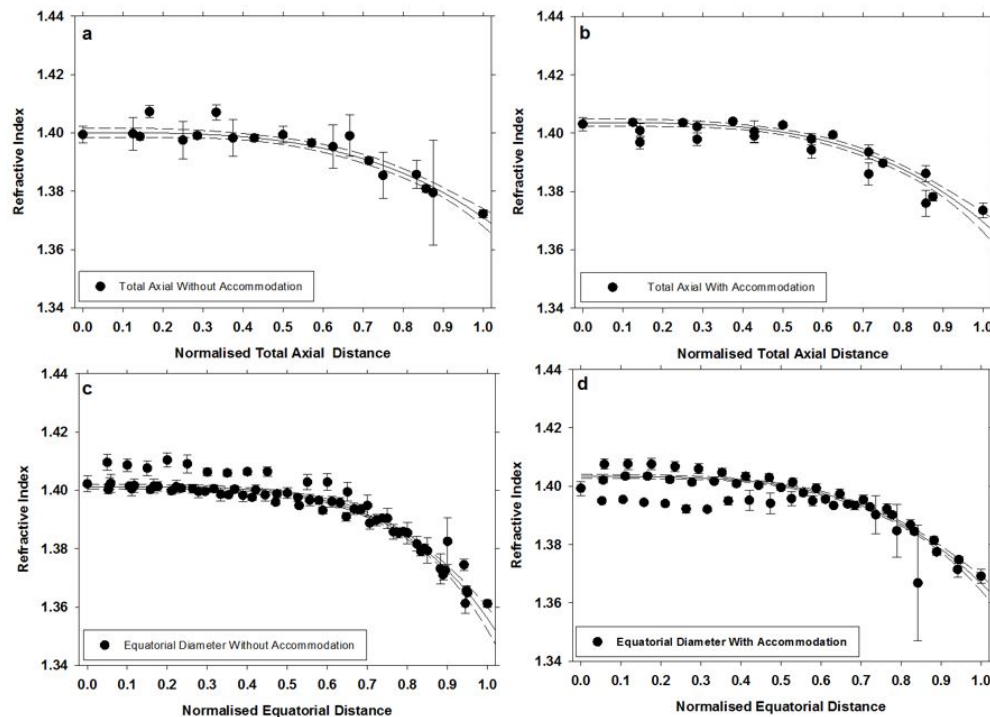 a
1.44
1.42
1.40
1.38
1.36
1.34
Refractive Index
Total Axial Without Accommodation
0.0 0.1 0.2 0.3 0.4 0.5 0.6 0.7 0.8 0.9 1.0
Normalised Total Axial Distance
b
1.44
1.42
1.40
1.38
1.36
1.34
Refractive Index
Total Axial With Accommodation
0.0 0.1 0.2 0.3 0.4 0.5 0.6 0.7 0.8 0.9 1.0
Normalised Total Axial Distance
c
1.44
1.42
1.40
1.38
1.36
1.34
Refractive Index
Equatorial Diameter Without Accommodation
0.0 0.1 0.2 0.3 0.4 0.5 0.6 0.7 0.8 0.9 1.0
Normalised Equatorial Distance
d
1.44
1.42
1.40
1.38
1.36
1.34
Refractive Index
Equatorial Diameter With Accommodation
0.0 0.1 0.2 0.3 0.4 0.5 0.6 0.7 0.8 0.9 1.0
Normalised Equatorial Distance